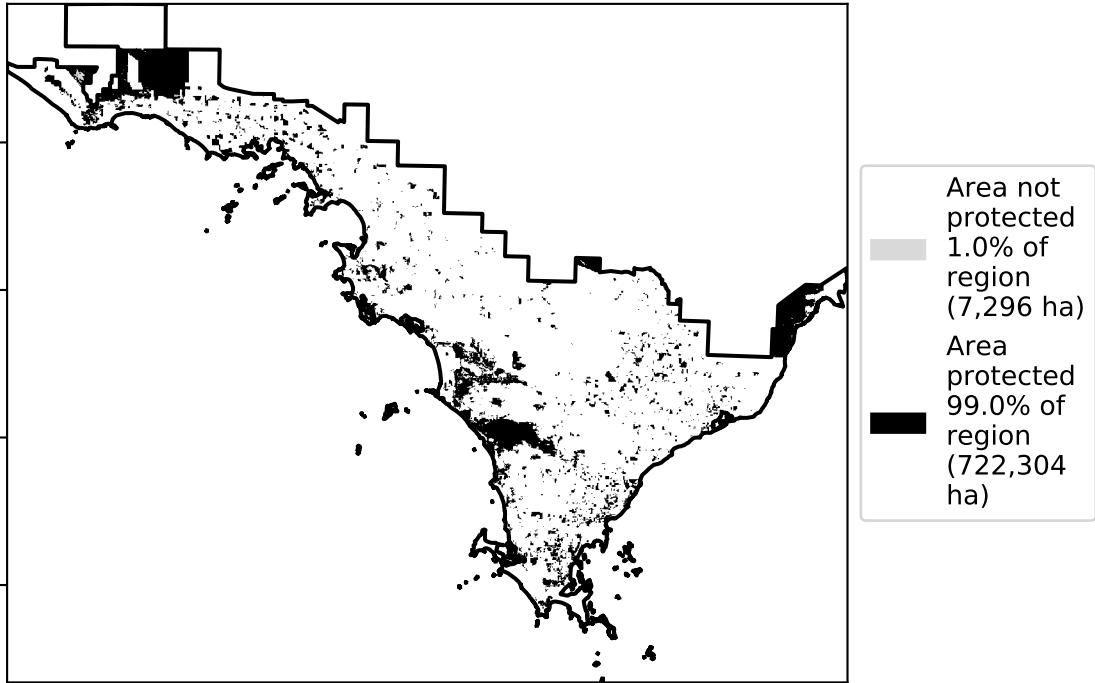 Area not
protected
1.0% of
region
(7,296 ha)
Area
protected
99.0% of
region
(722,304
ha)